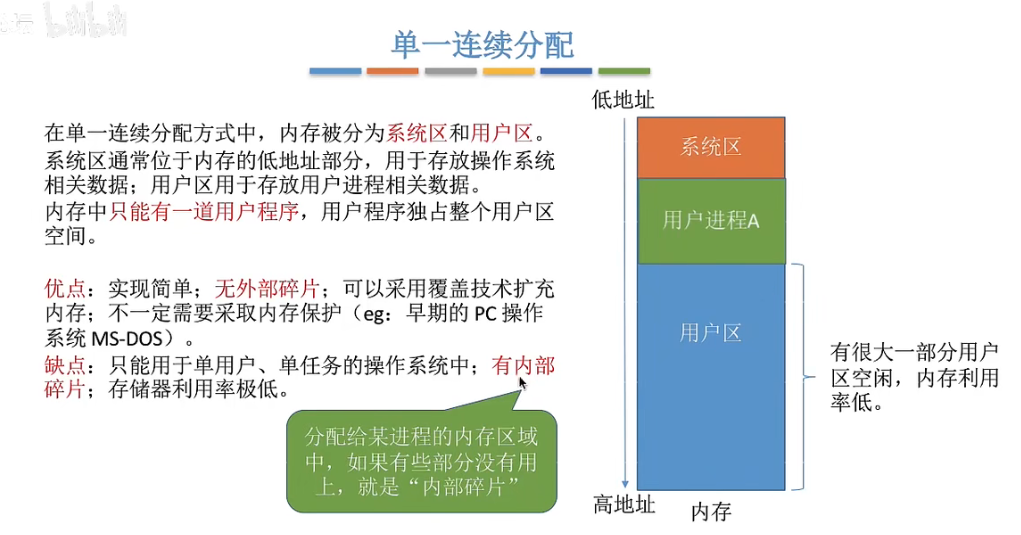 bilibili
单一连续分配
在单一连续分配方式中，内存被分为系统区和用户区。
系统区通常位于内存的低地址部分，用于存放操作系统
相关数据；用户区用于存放用户进程相关数据。
内存中只能有一道用户程序，用户程序独占整个用户区
空间。
优点：实现简单；无外部碎片；可以采用覆盖技术扩充
内存；不一定需要采取内存保护（eg：早期的 PC 操作
系统 MS-DOS）。
缺点：只能用于单用户、单任务的操作系统中；有内部
碎片；存储器利用率极低。
分配给某进程的内存区域
中，如果有些部分没有用
上，就是“内部碎片”
低地址
系统区
用户进程A
用户区
高地址
内存
有很大一部分用户
区空闲，内存利用
率低。